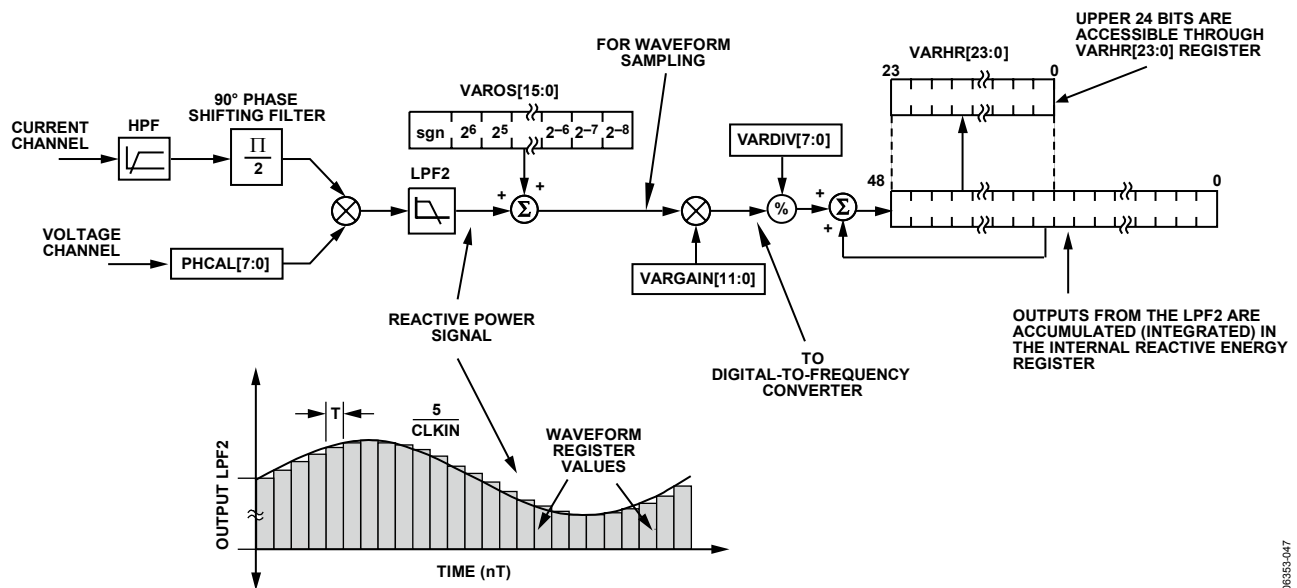 UPPER 24 BITS ARE
ACCESSIBLE THROUGH
VARHR[23:0] REGISTER
FOR WAVEFORM
SAMPLING
VARHR[23:0]
23
0
90° PHASE
SHIFTING FILTER
VAROS[15:0]
HPF
CURRENT
CHANNEL
Π
2
sgn 2⁶ 2⁵ 2⁻⁶ 2⁻⁷ 2⁻⁸
VARDIV[7:0]
LPF2
+ +
Σ
%
+
Σ
+
48
0
VOLTAGE
CHANNEL
PHCAL[7:0]
VARGAIN[11:0]
REACTIVE POWER
SIGNAL
TO
DIGITAL-TO-FREQUENCY
CONVERTER
OUTPUTS FROM THE LPF2 ARE
ACCUMULATED (INTEGRATED) IN
THE INTERNAL REACTIVE ENERGY
REGISTER
T
5
CLKIN
WAVEFORM
REGISTER
VALUES
OUTPUT LPF2
TIME (nT)
06353-047